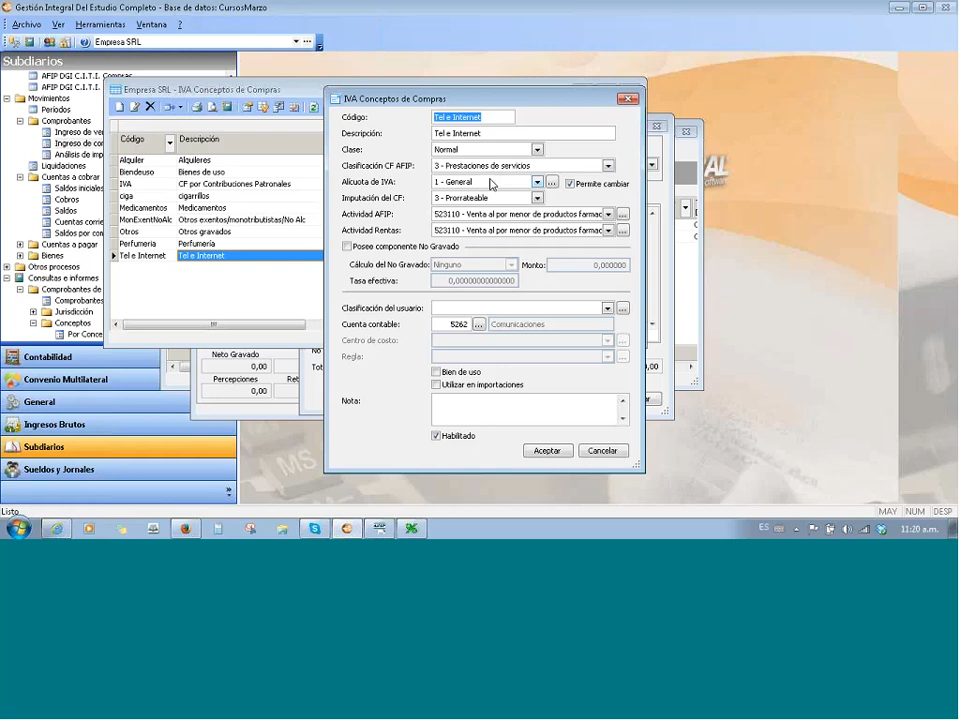 Gestión Integral Del Estudio Completo - Base de datos: CursosMarzo
Archivo Ver Herramientas Ventana ?
Empresa SRL
Subdiarios
AFIP DGI C.I.T.I. Compras
AFIP DGI C.I.T.I.
Movimientos
Períodos
Comprobantes
Ingreso de ve
Ingreso de co
Análisis de imp
Liquidaciones
Cuentas a cobrar
Saldos iniciales
Cobros
Saldos
Cuentas corrie
Saldos por co
Cuentas a pagar
Bienes
Otros procesos
Consultas e informes
Comprobantes de
Comprobantes
Jurisdicción
Conceptos
Por Conce
Contabilidad
Convenio Multilateral
General
Ingresos Brutos
Subdiarios
Sueldos y Jornales
Listo
Empresa SRL - IVA Conceptos de Compras
Código Descripción
Alquiler Alquileres
Biendeuso Bienes de uso
IVA CF por Contribuciones Patronales
ciga cigarrillos
Medicamentos Medicamentos
MonExentNoAlc Otros exentos/monotributistas/No Alc
Otros Otros gravados
Perfumeria Perfumería
Tel e Internet Tel e Internet
Neto Gravado
0,00
Percepciones Ret
0,00
No
Tot
IVA Conceptos de Compras
Código: Tel e Internet
Descripción: Tel e Internet
Clase: Normal
Clasificación CF AFIP: 3 - Prestaciones de servicios
Alícuota de IVA: 1 - General ... Permite cambiar
Imputación del CF: 3 - Prorrateable
Actividad AFIP: 523110 - Venta al por menor de productos farmac ...
Actividad Rentas: 523110 - Venta al por menor de productos farmac ...
Posee componente No Gravado
Cálculo del No Gravado: Ninguno Monto: 0,000000
Tasa efectiva: 0,00000000000000
Clasificación del usuario: ...
Cuenta contable: 5262 ... Comunicaciones
Centro de costo: ...
Regla: ...
Bien de uso
Utilizar en importaciones
Nota:
Habilitado
Aceptar Cancelar
,00
ar
MAY NUM DESP
ES 11:20 a.m.